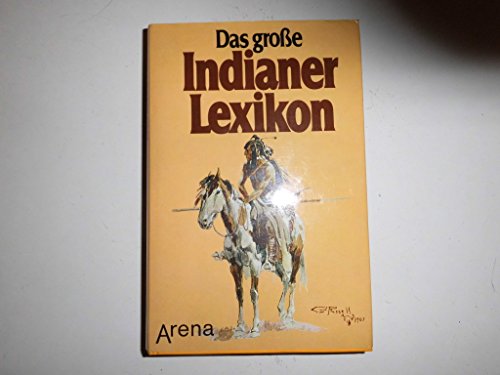 Das große
Indianer
Lexikon
Arena